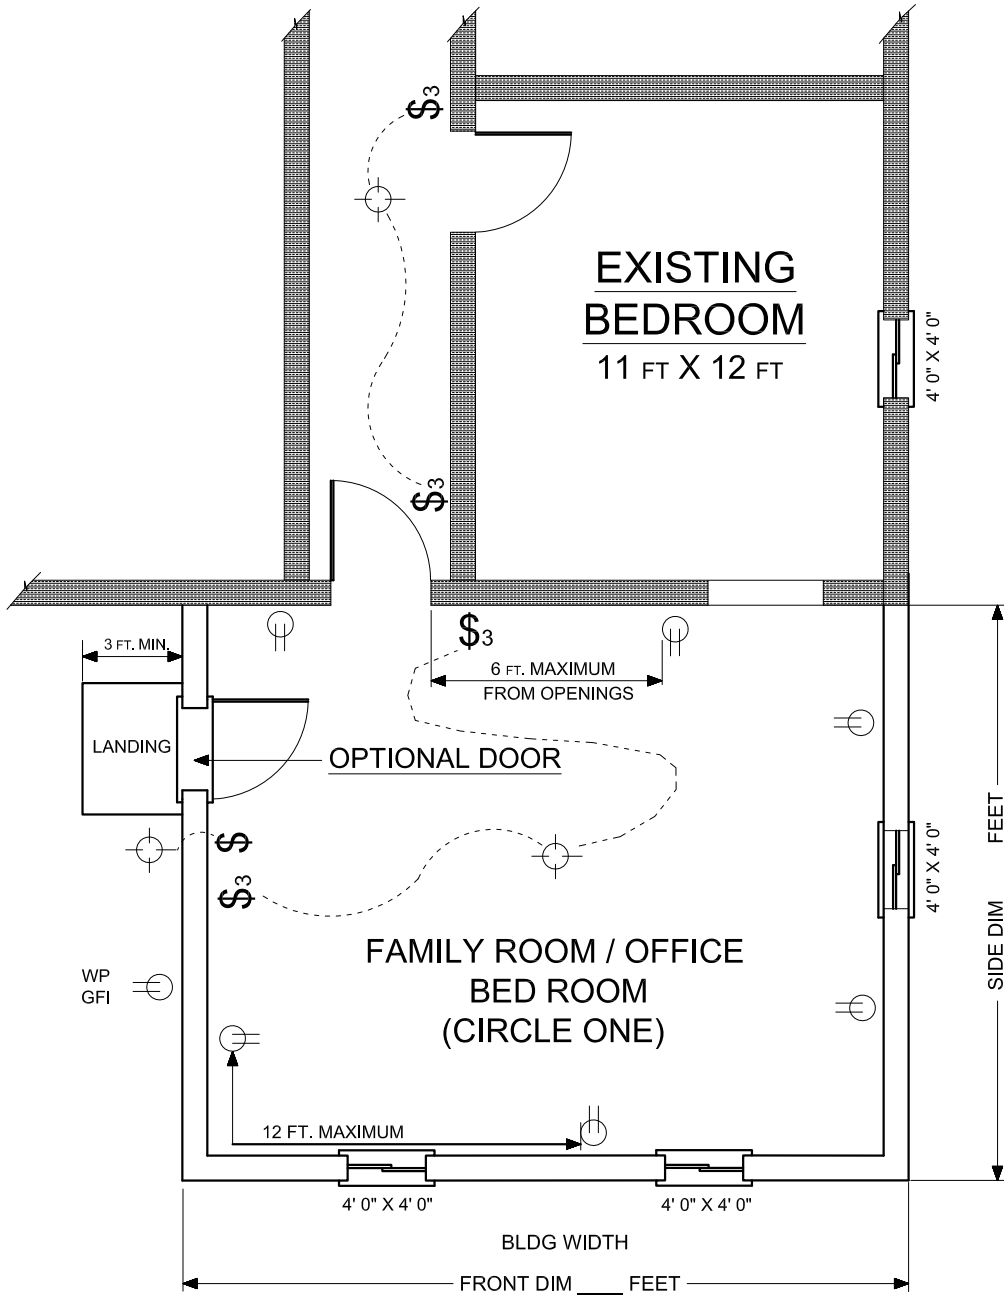 $3
EXISTING
BEDROOM
11 FT X 12 FT
4' 0" X 4' 0"
$3
3 FT. MIN.
$3
6 FT. MAXIMUM
FROM OPENINGS
LANDING
OPTIONAL DOOR
$
$3
4' 0" X 4' 0"
SIDE DIM ____ FEET
FAMILY ROOM / OFFICE
BED ROOM
(CIRCLE ONE)
WP
GFI
12 FT. MAXIMUM
4' 0" X 4' 0"
4' 0" X 4' 0"
BLDG WIDTH
FRONT DIM ____ FEET